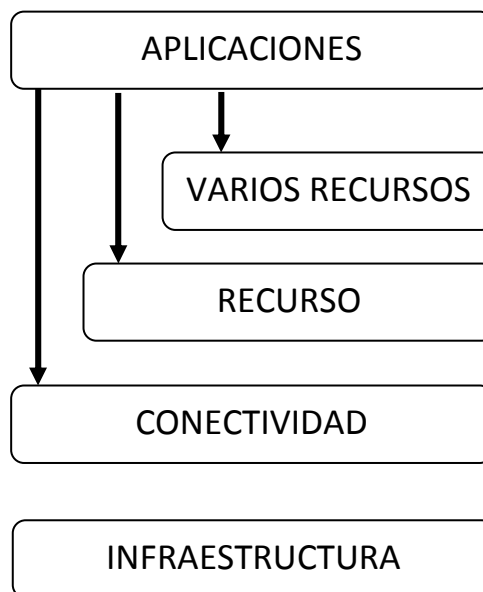 APLICACIONES
VARIOS RECURSOS
RECURSO
CONECTIVIDAD
INFRAESTRUCTURA